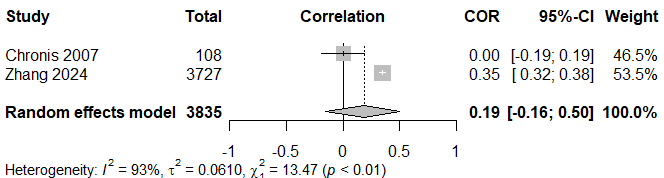 Study Total Correlation COR 95%-CI Weight
Chronis 2007 108 0.00 [-0.19; 0.19] 46.5%
Zhang 2024 3727 0.35 [ 0.32; 0.38] 53.5%
Random effects model 3835 0.19 [-0.16; 0.50] 100.0%
-1 -0.5 0 0.5 1
Heterogeneity: I² = 93%, τ² = 0.0610, χ²₁ = 13.47 (p < 0.01)